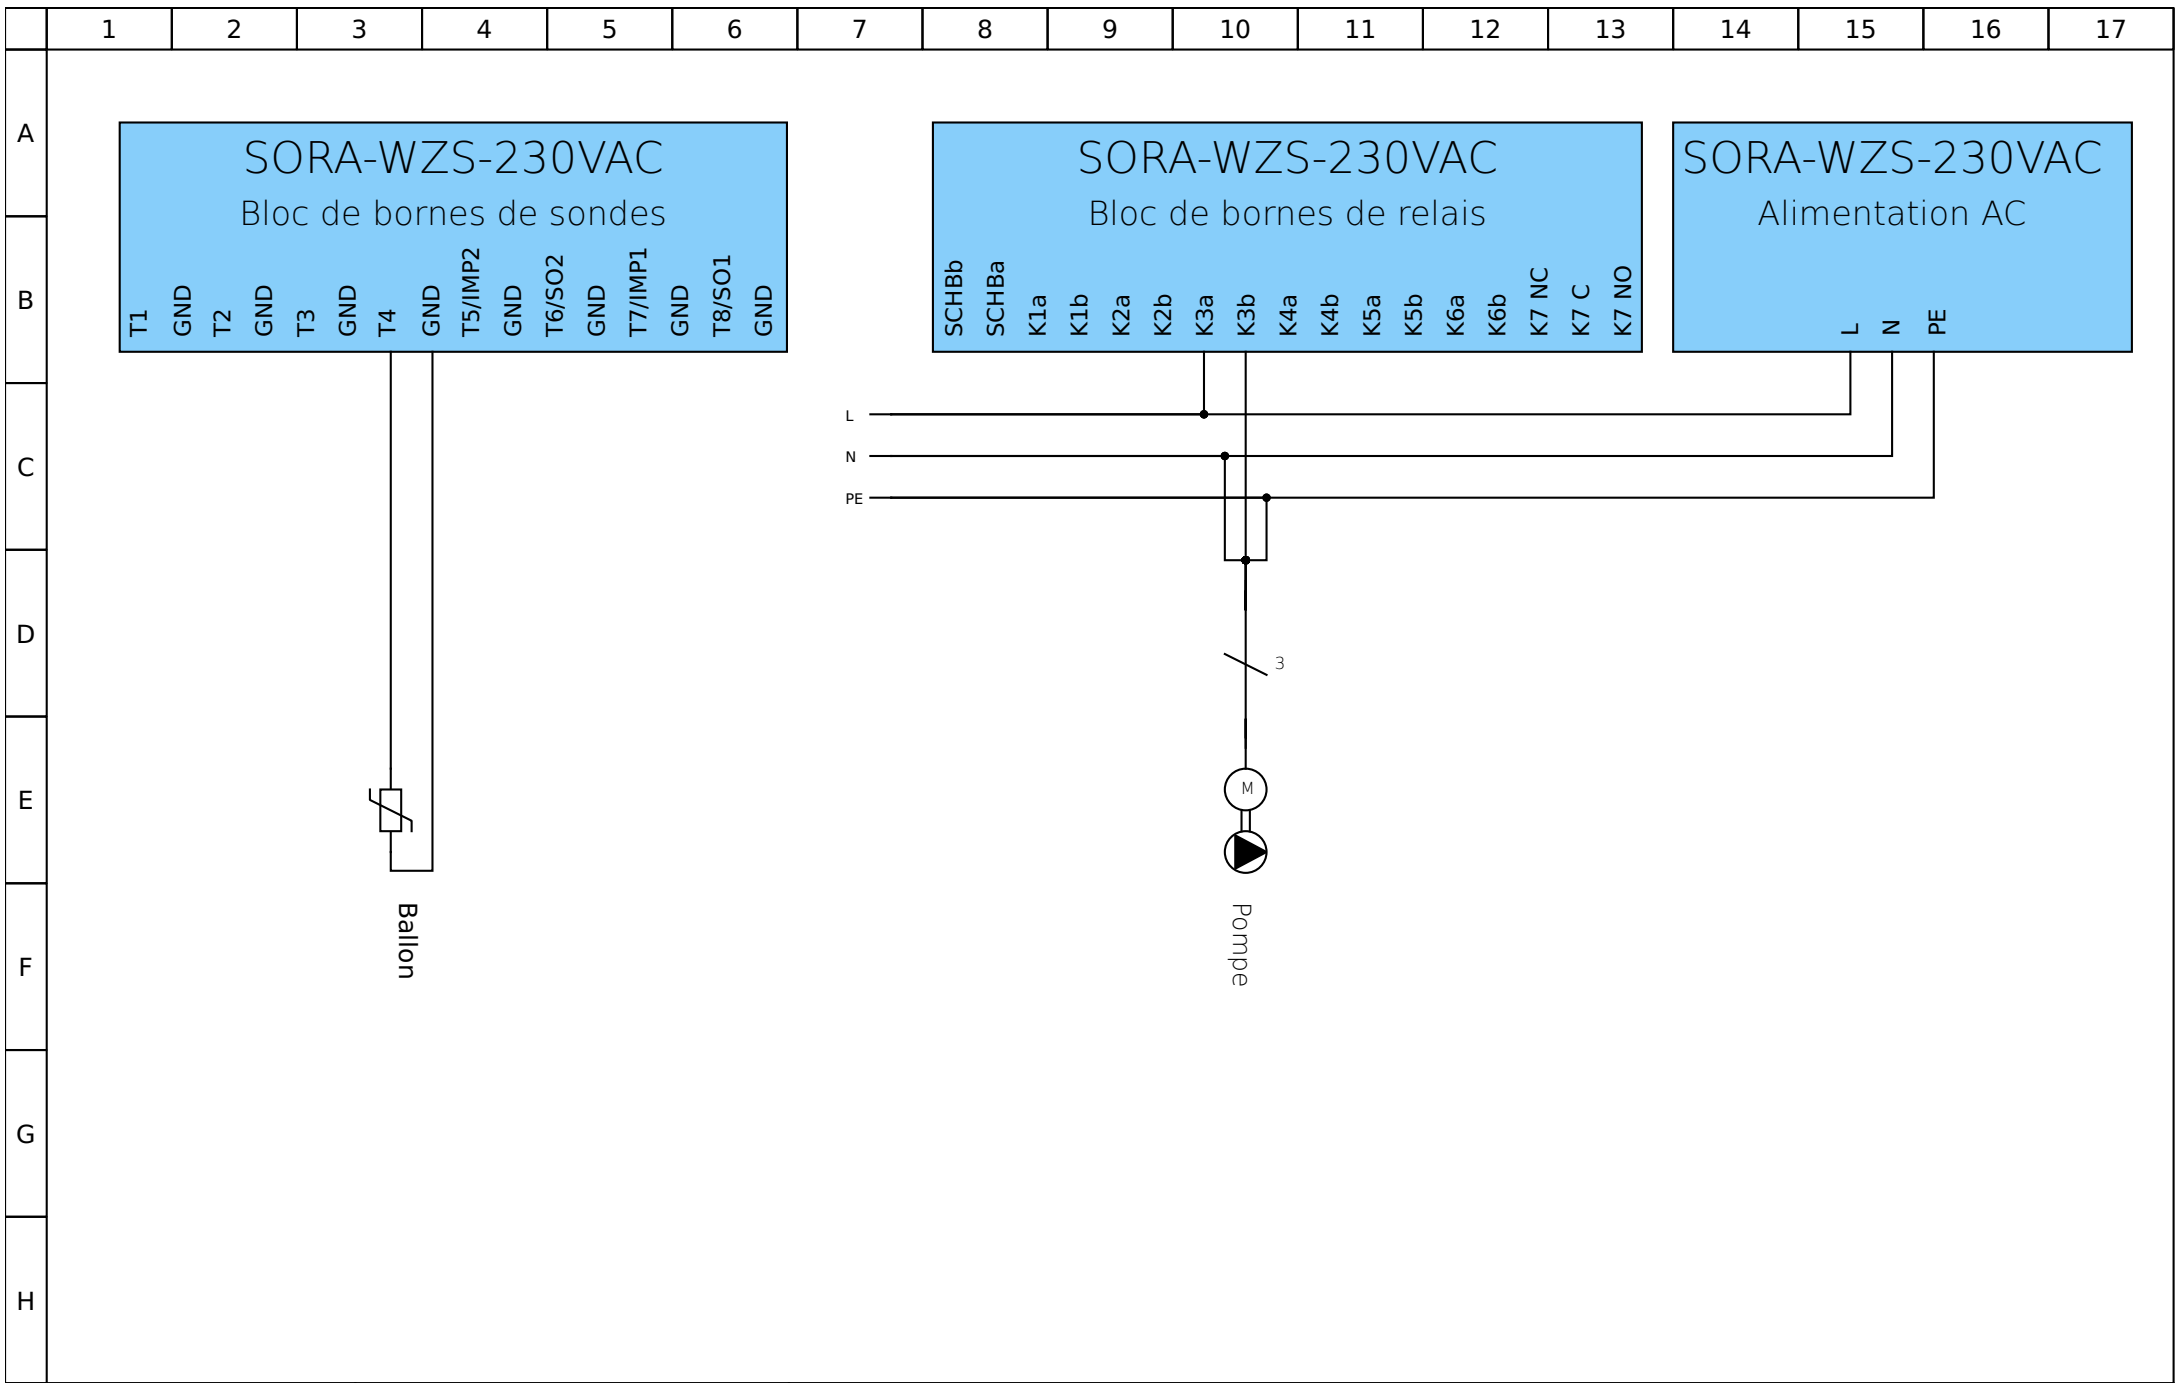 1 2 3 4 5 6 7 8 9 10 11 12 13 14 15 16 17
A
SORA-WZS-230VAC
Bloc de bornes de sondes
T1 GND T2 GND T3 GND T4 GND T5/IMP2 GND T6/SO2 GND T7/IMP1 GND T8/SO1 GND
SORA-WZS-230VAC
Bloc de bornes de relais
SCHBb SCHBa K1a K1b K2a K2b K3a K3b K4a K4b K5a K5b K6a K6b K7 NC K7 C K7 NO
SORA-WZS-230VAC
Alimentation AC
L N PE
B
L
N
PE
C
D
3
E
M
Ballon
Pompe
F
G
H